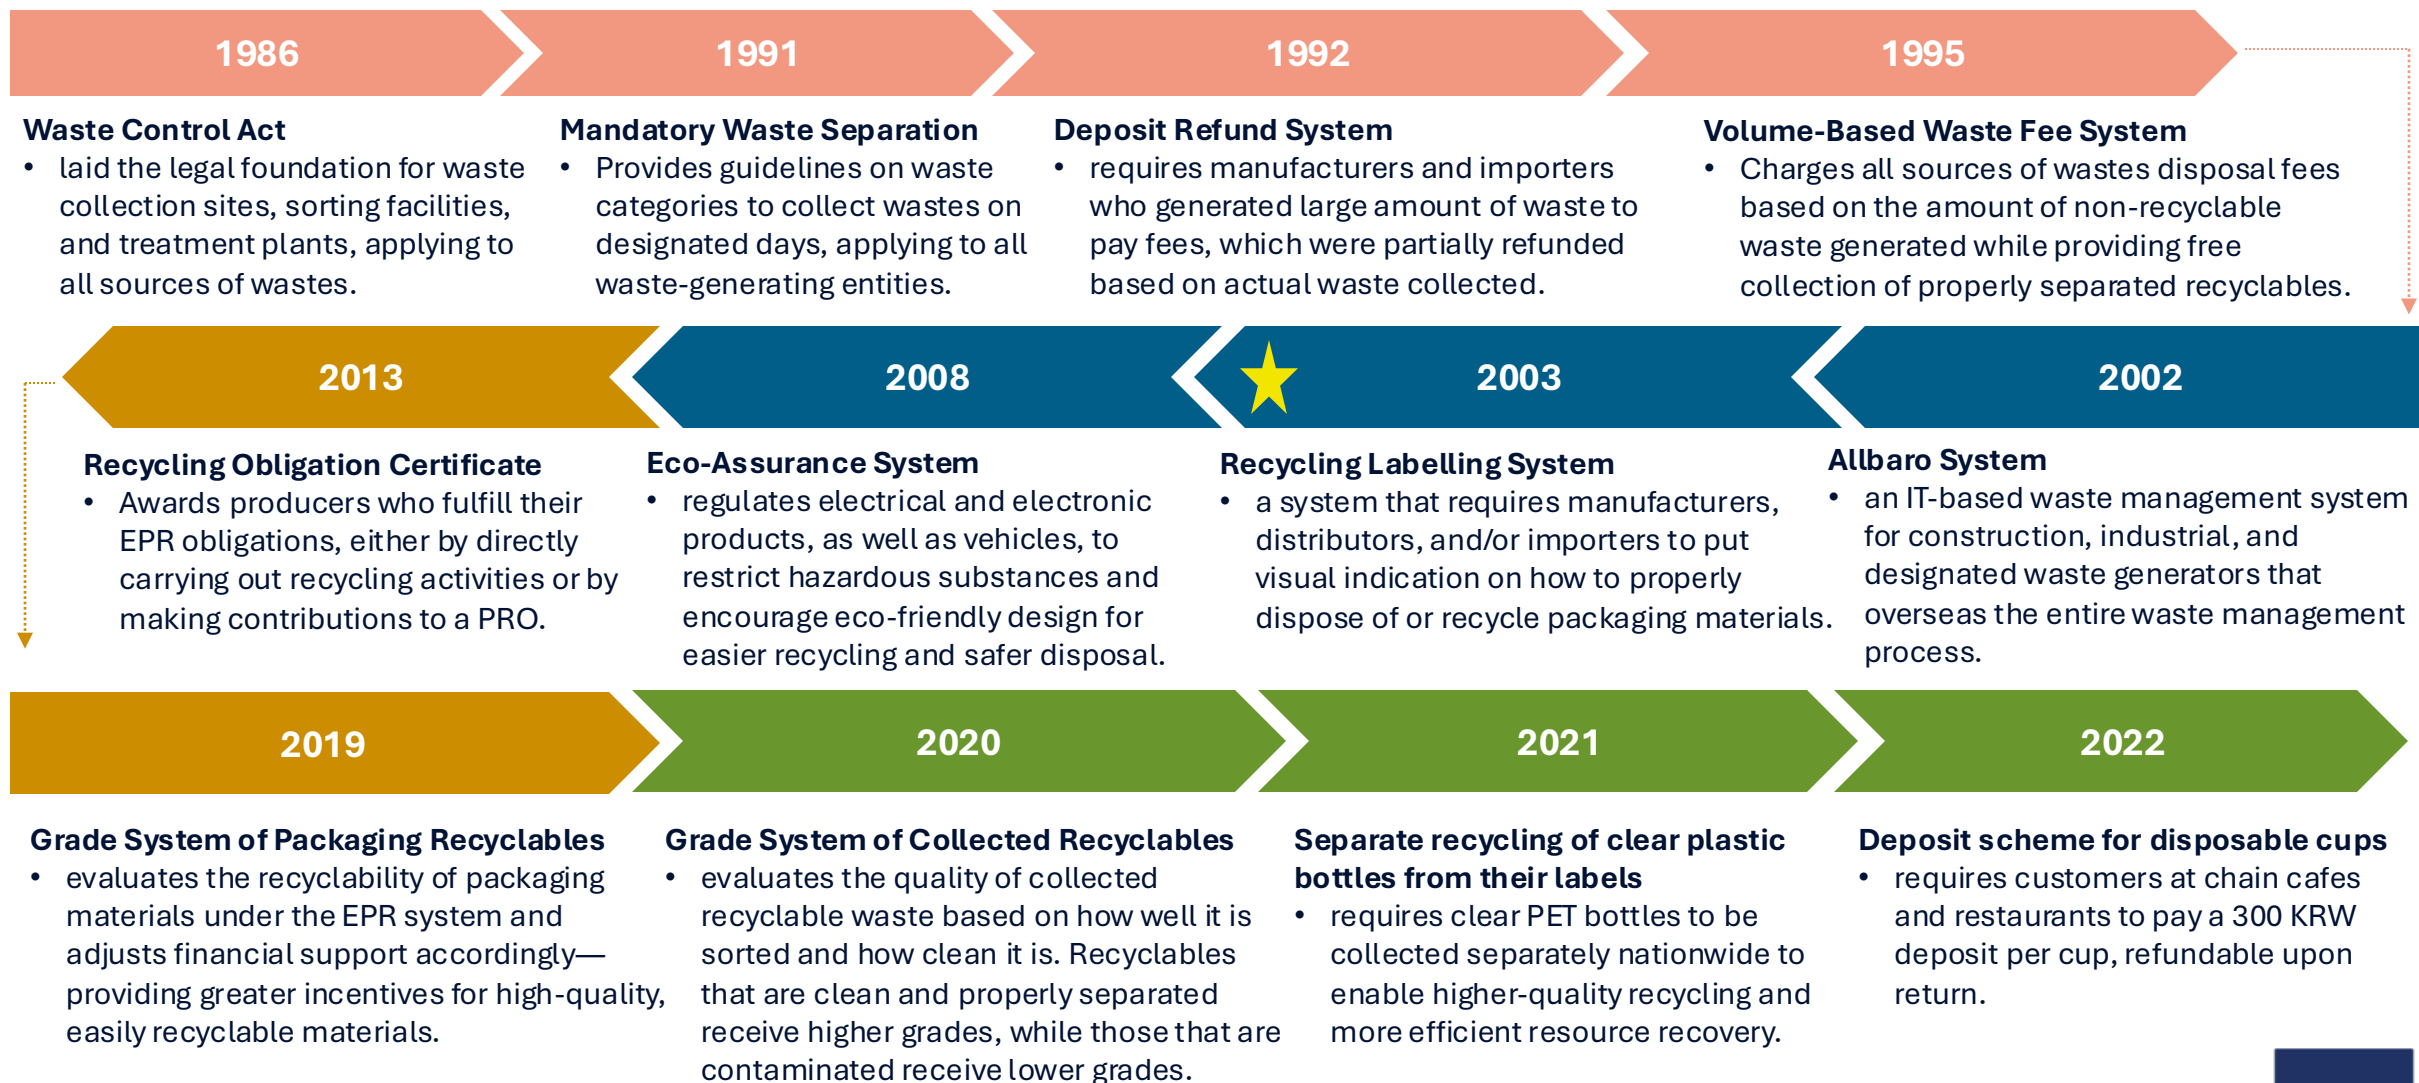 1986
1991
1992
1995
Waste Control Act
• laid the legal foundation for waste
collection sites, sorting facilities,
and treatment plants, applying to
all sources of wastes.
Mandatory Waste Separation
• Provides guidelines on waste
categories to collect wastes on
designated days, applying to all
waste-generating entities.
Deposit Refund System
• requires manufacturers and importers
who generated large amount of waste to
pay fees, which were partially refunded
based on actual waste collected.
Volume-Based Waste Fee System
• Charges all sources of wastes disposal fees
based on the amount of non-recyclable
waste generated while providing free
collection of properly separated recyclables.
2013
2008
2003
2002
Recycling Obligation Certificate
• Awards producers who fulfill their
EPR obligations, either by directly
carrying out recycling activities or by
making contributions to a PRO.
Eco-Assurance System
• regulates electrical and electronic
products, as well as vehicles, to
restrict hazardous substances and
encourage eco-friendly design for
easier recycling and safer disposal.
Recycling Labelling System
• a system that requires manufacturers,
distributors, and/or importers to put
visual indication on how to properly
dispose of or recycle packaging materials.
Allbaro System
• an IT-based waste management system
for construction, industrial, and
designated waste generators that
overseas the entire waste management
process.
2019
2020
2021
2022
Grade System of Packaging Recyclables
• evaluates the recyclability of packaging
materials under the EPR system and
adjusts financial support accordingly—
providing greater incentives for high-quality,
easily recyclable materials.
Grade System of Collected Recyclables
• evaluates the quality of collected
recyclable waste based on how well it is
sorted and how clean it is. Recyclables
that are clean and properly separated
receive higher grades, while those that are
contaminated receive lower grades.
Separate recycling of clear plastic
bottles from their labels
• requires clear PET bottles to be
collected separately nationwide to
enable higher-quality recycling and
more efficient resource recovery.
Deposit scheme for disposable cups
• requires customers at chain cafes
and restaurants to pay a 300 KRW
deposit per cup, refundable upon
return.